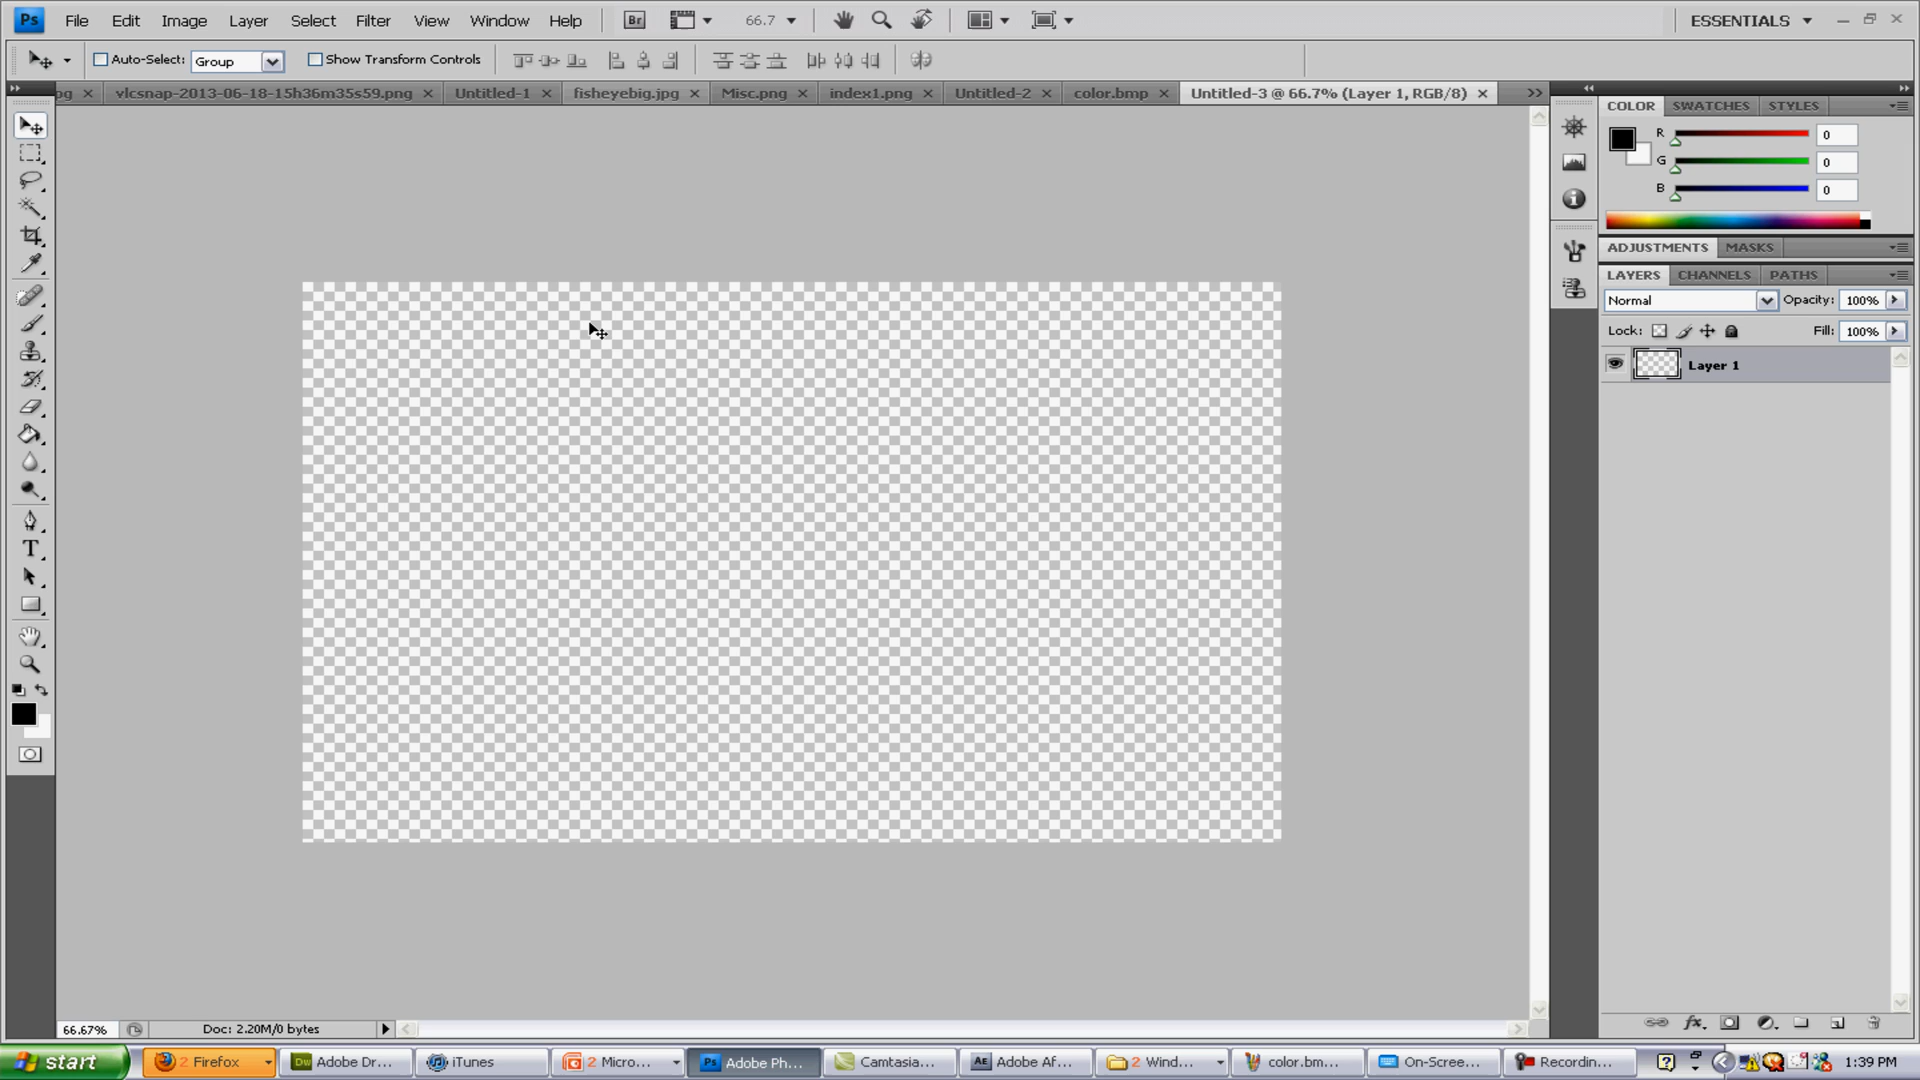 Ps File Edit Image Layer Select Filter View Window Help Br 66.7 ESSENTIALS
Auto-Select: Group Show Transform Controls
pg vlcsnap-2013-06-18-15h36m35s59.png Untitled-1 fisheyebig.jpg Misc.png index1.png Untitled-2 color.bmp Untitled-3 @ 66.7% (Layer 1, RGB/8)
COLOR SWATCHES STYLES
R 0
G 0
B 0
ADJUSTMENTS MASKS
LAYERS CHANNELS PATHS
Normal Opacity: 100%
Lock: Fill: 100%
Layer 1
T
66.67% Doc: 2.20M/0 bytes
start 2 Firefox Dw Adobe Dr... iTunes 2 Micro... Ps Adobe Ph... Camtasia... AE Adobe Af... 2 Wind... color.bm... On-Scree... Recordin... 1:39 PM